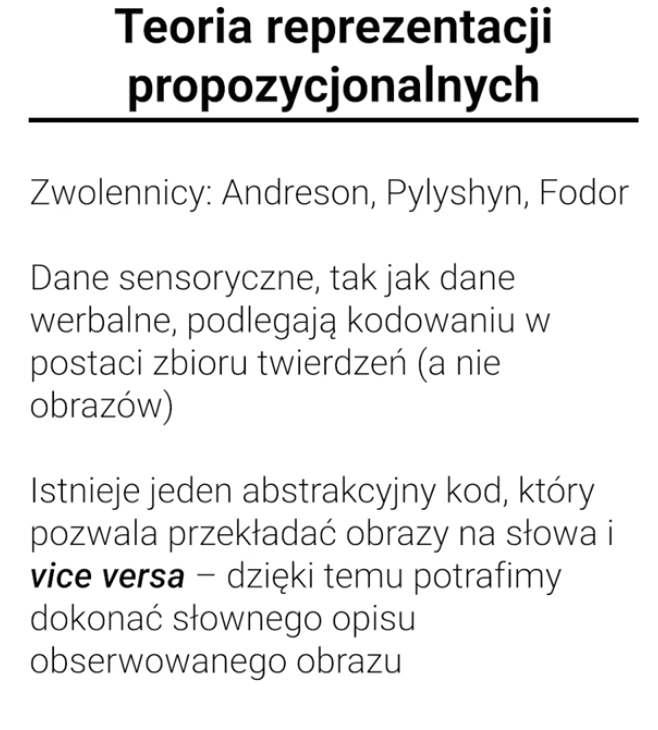 Teoria reprezentacji
propozycjonalnych
Zwolennicy: Andreson, Pylyshyn, Fodor
Dane sensoryczne, tak jak dane
werbalne, podlegają kodowaniu w
postaci zbioru twierdzeń (a nie
obrazów)
Istnieje jeden abstrakcyjny kod, który
pozwala przekładać obrazy na słowa i
vice versa – dzięki temu potrafimy
dokonać słownego opisu
obserwowanego obrazu